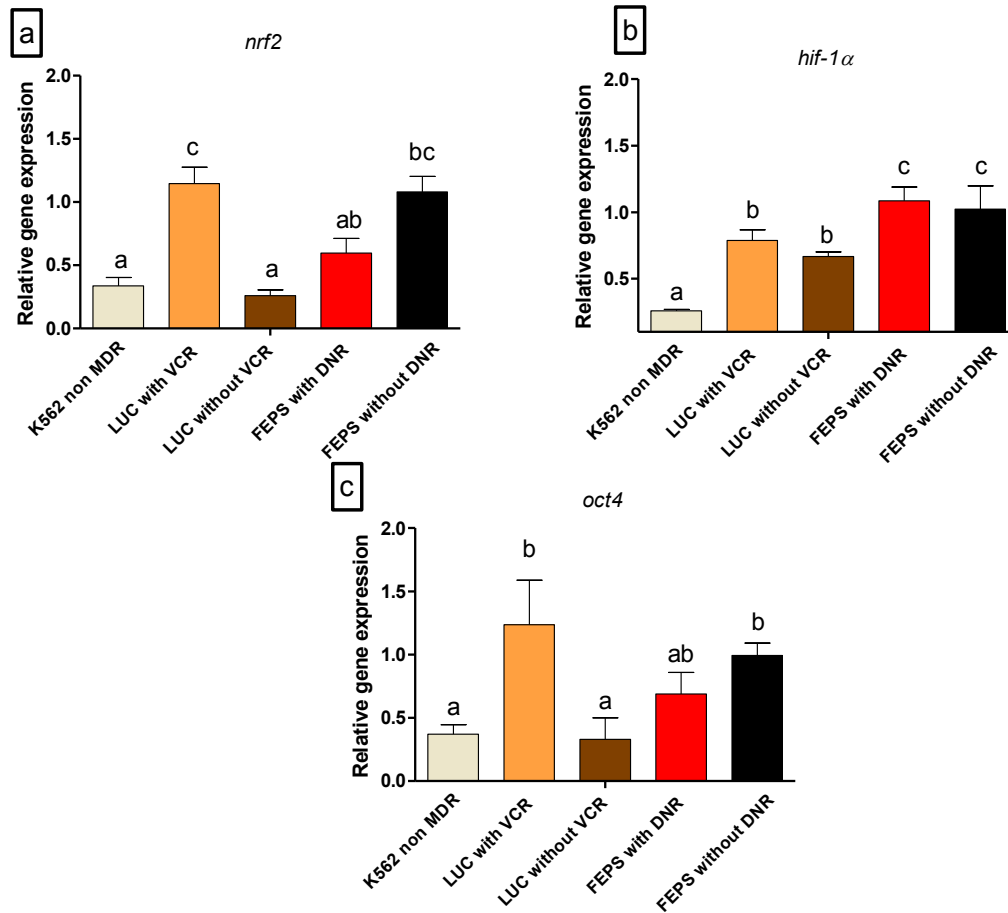 a
nrf2
Relative gene expression
2.0
1.5
1.0
0.5
0.0
a
c
a
ab
bc
K562 non MDR
LUC with VCR
LUC without VCR
FEPS with DNR
FEPS without DNR
b
hif-1α
Relative gene expression
2.0
1.5
1.0
0.5
a
b
b
c
c
K562 non MDR
LUC with VCR
LUC without VCR
FEPS with DNR
FEPS without DNR
c
oct4
Relative gene expression
2.0
1.5
1.0
0.5
0.0
a
b
a
ab
b
K562 non MDR
LUC with VCR
LUC without VCR
FEPS with DNR
FEPS without DNR